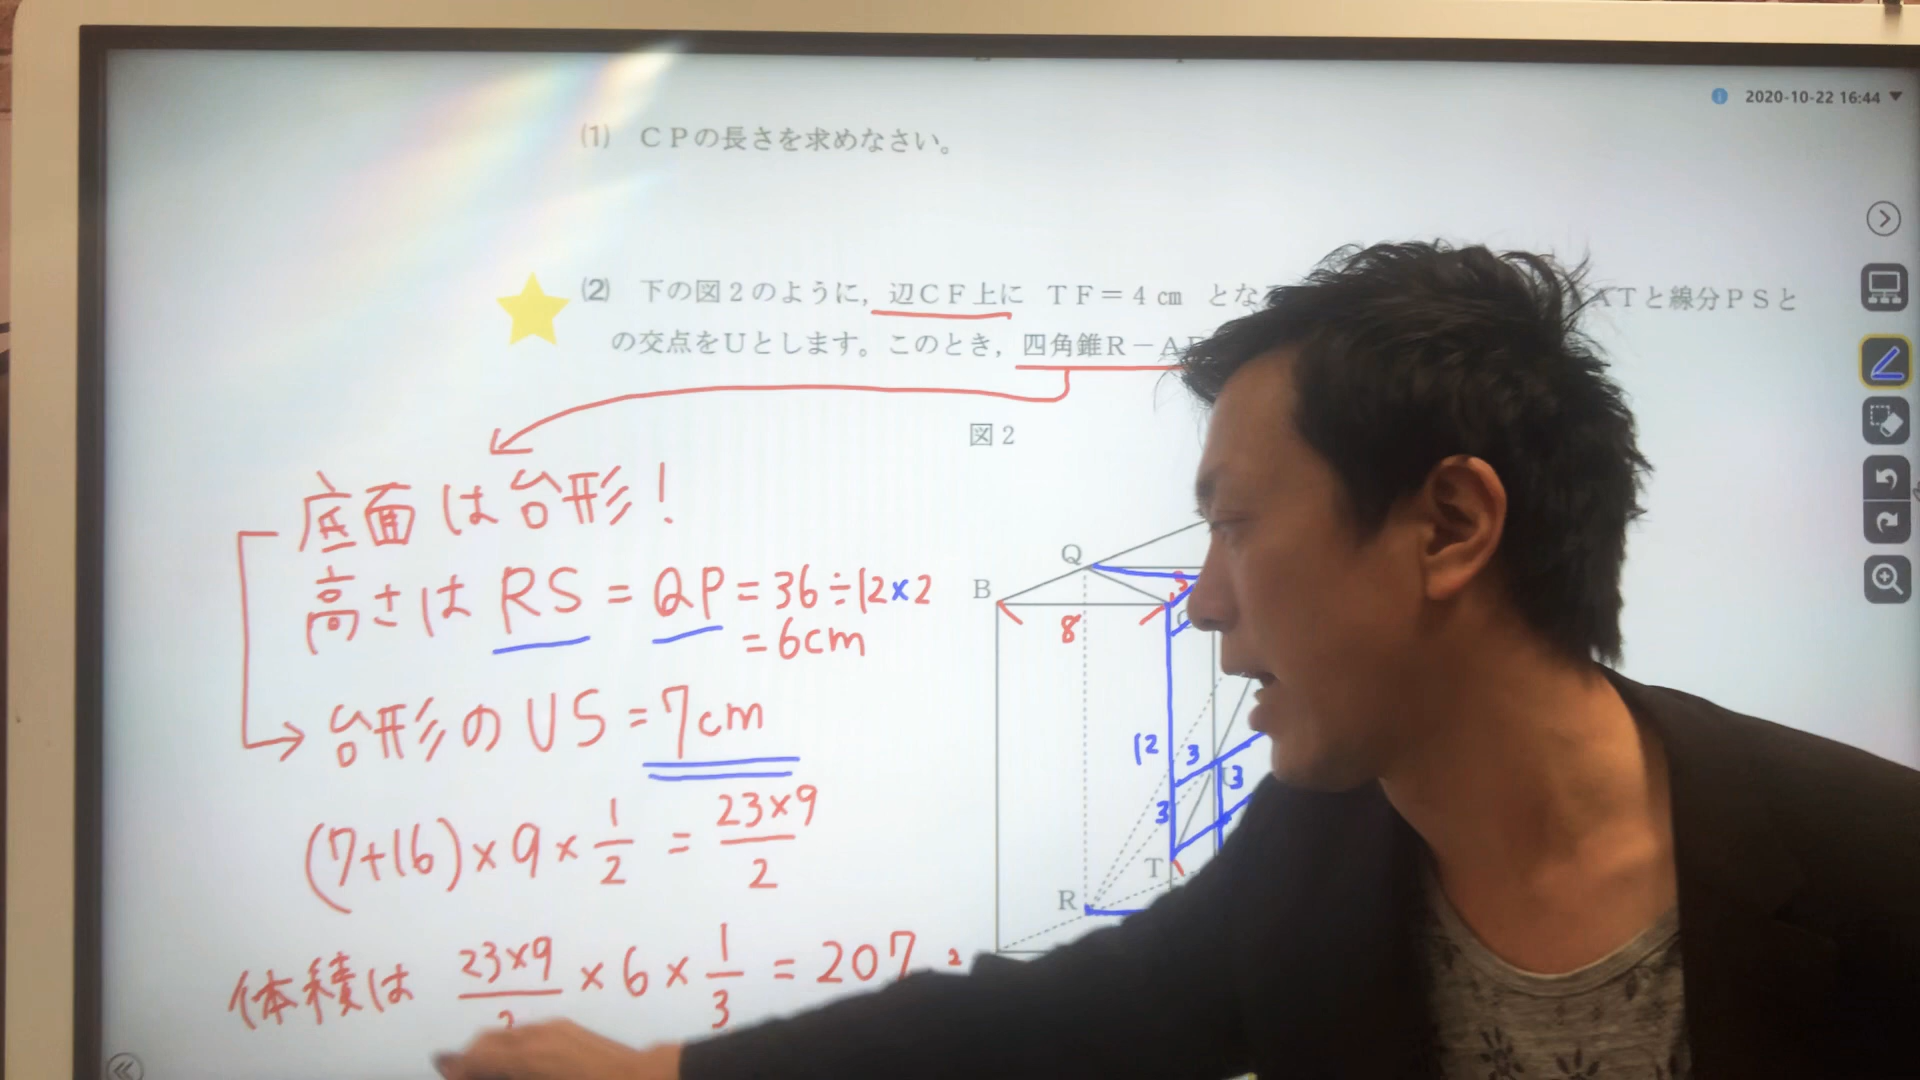 2020-10-22 16:44
(1) CPの長さを求めなさい。
(2) 下の図2のように，辺CF上に TF＝4㎝ とな
ATと線分PSと
の交点をUとします。このとき，四角錐R－A
図2
底面は台形！
高さは RS = QP = 36÷12×2
= 6cm
台形の US = 7cm
(7+16)×9×1/2 = 23×9/2
体積は 23×9/2 × 6 × 1/3 = 207
Q
B
8
12
3
3
3
T
R